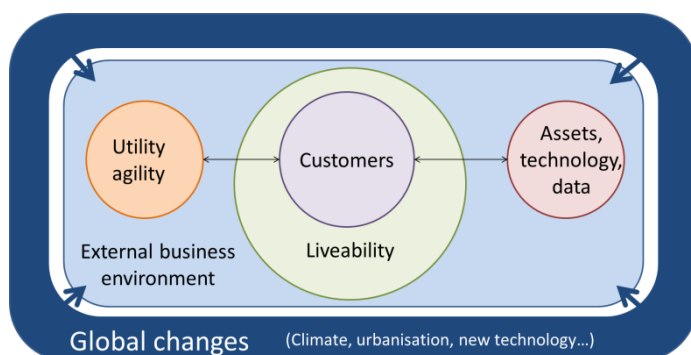 Utility
agility
Customers
Assets,
technology,
data
External business
environment
Liveability
Global changes
(Climate, urbanisation, new technology…)